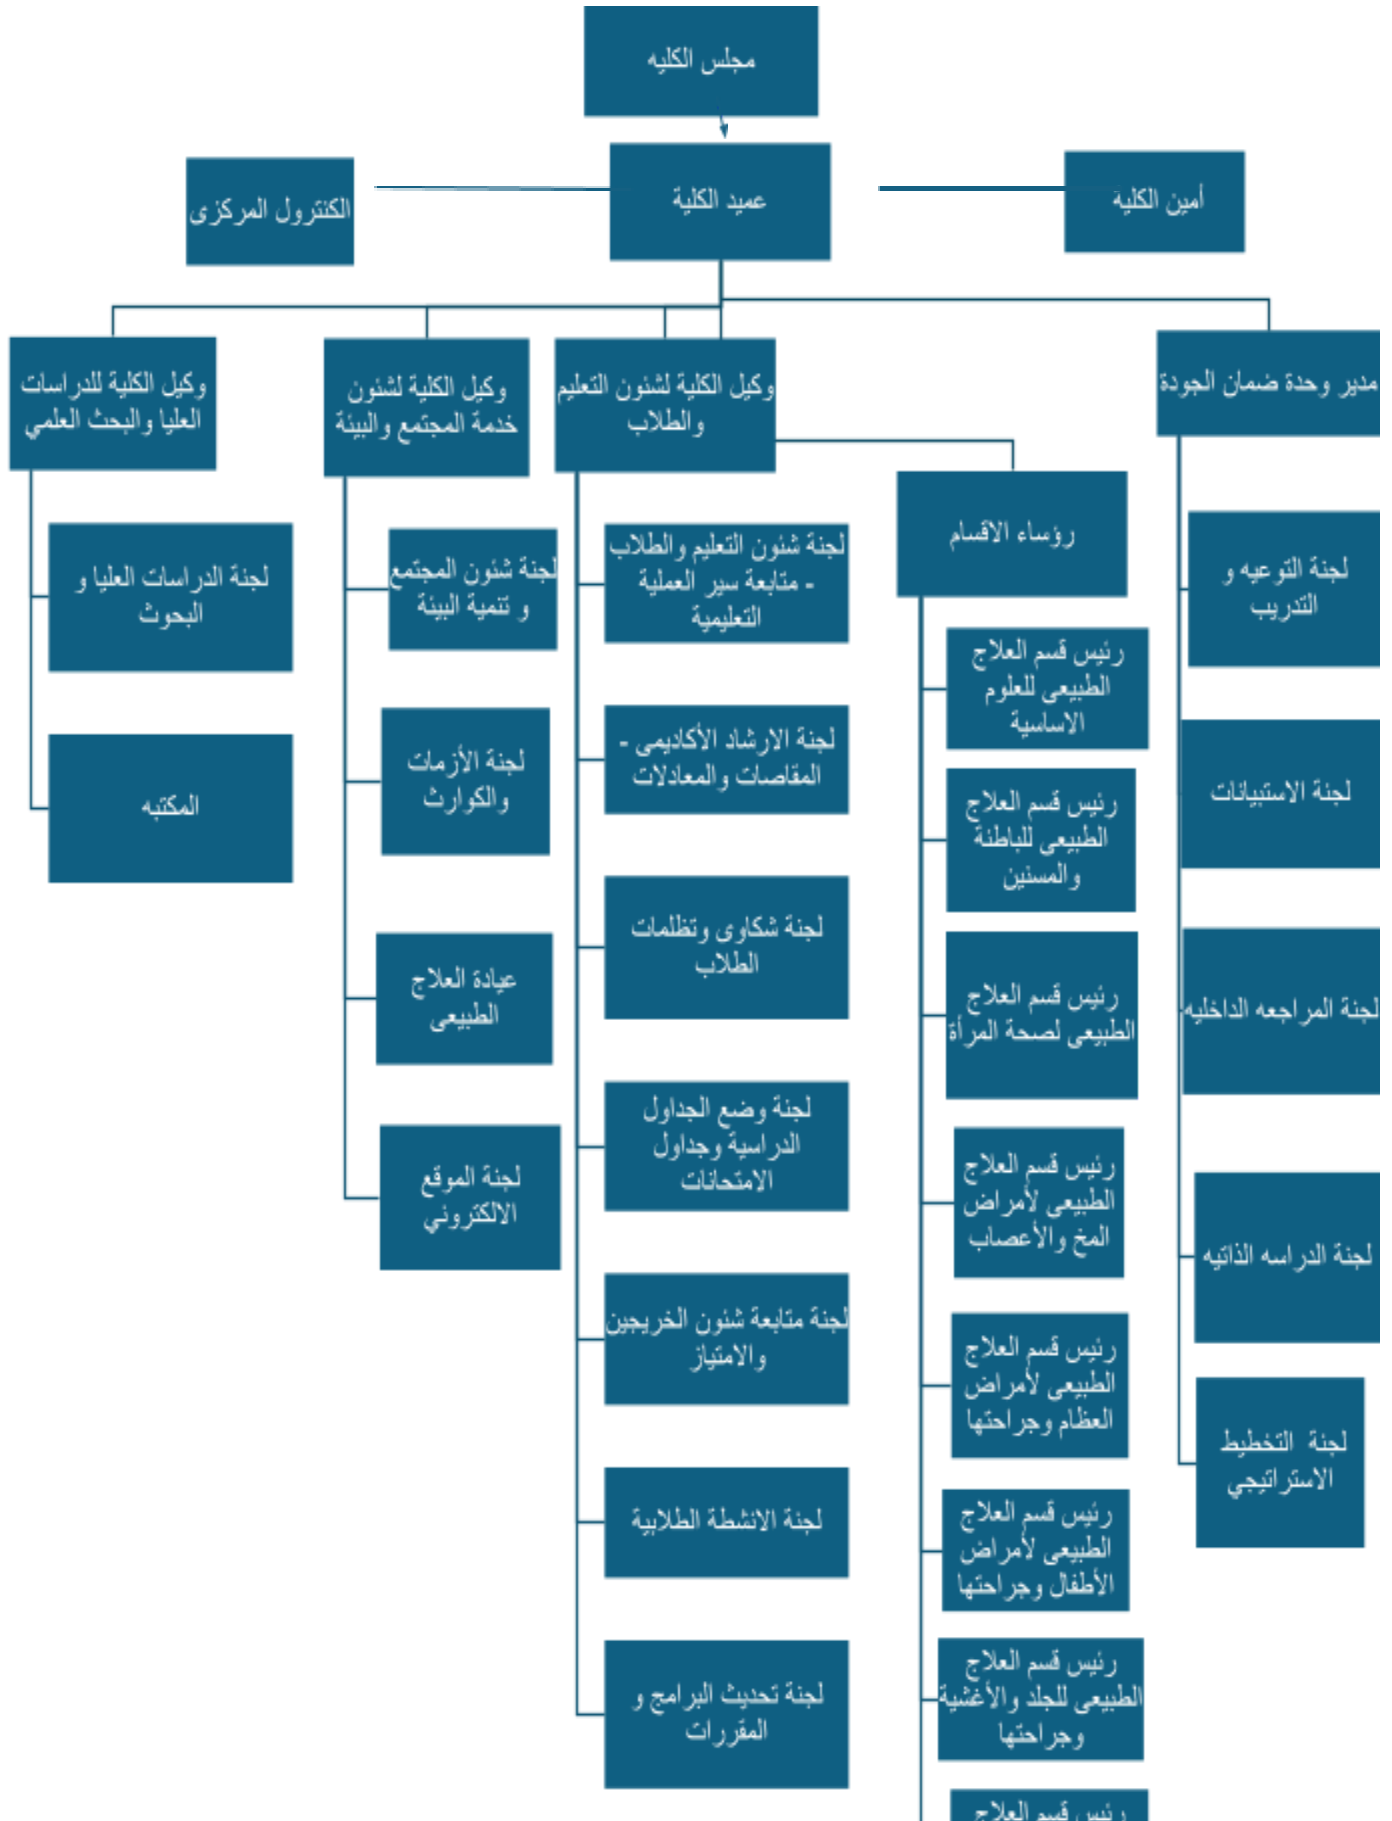 مجلس الكليه
أمين الكلية
عميد الكلية
الكنترول المركزى
مدير وحدة ضمان الجودة
لجنة التوعيه و
التدريب
لجنة الاستبيانات
لجنة المراجعه الداخليه
لجنة الدراسه الذاتيه
لجنة التخطيط
الاستراتيجي
رؤساء الاقسام
رئيس قسم العلاج
الطبيعى للعلوم
الاساسية
رئيس قسم العلاج
الطبيعى للباطنة
والمسنين
رئيس قسم العلاج
الطبيعى لصحة المرأة
رئيس قسم العلاج
الطبيعى لأمراض
المخ والأعصاب
رئيس قسم العلاج
الطبيعى لأمراض
العظام وجراحتها
رئيس قسم العلاج
الطبيعى لأمراض
الأطفال وجراحتها
رئيس قسم العلاج
الطبيعى للجلد والأغشية
وجراحتها
رئيس قسم العلاج
وكيل الكلية لشئون التعليم
والطلاب
لجنة شئون التعليم والطلاب
- متابعة سير العملية
التعليمية
لجنة الارشاد الأكاديمى -
المقاصات والمعادلات
لجنة شكاوى وتظلمات
الطلاب
لجنة وضع الجداول
الدراسية وجداول
الامتحانات
لجنة متابعة شئون الخريجين
والامتياز
لجنة الانشطة الطلابية
لجنة تحديث البرامج و
المقررات
وكيل الكلية لشئون
خدمة المجتمع والبيئة
لجنة شئون المجتمع
و تنمية البيئة
لجنة الأزمات
والكوارث
عيادة العلاج
الطبيعى
لجنة الموقع
الالكتروني
وكيل الكلية للدراسات
العليا والبحث العلمي
لجنة الدراسات العليا و
البحوث
المكتبه